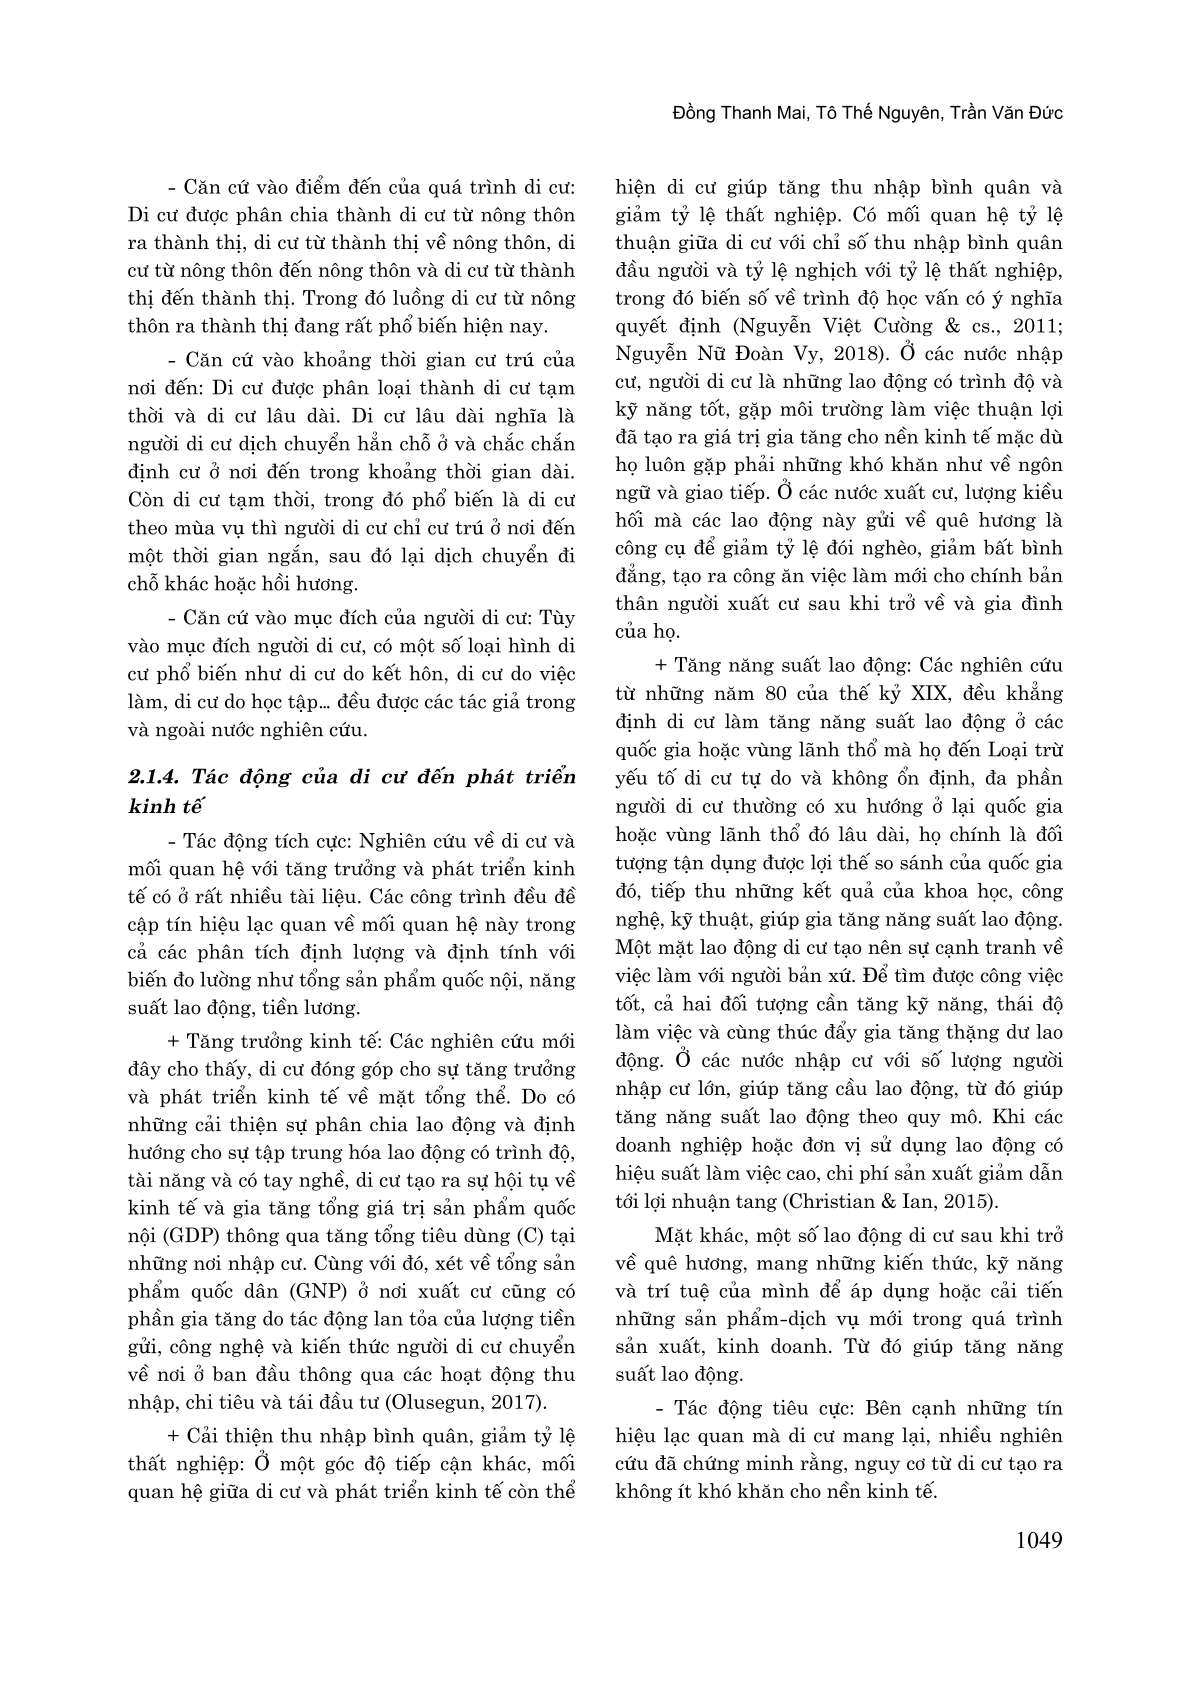 Đồng Thanh Mai, Tô Thế Nguyên, Trần Văn Đức
- Căn cứ vào điểm đến của quá trình di cư:
Di cư được phân chia thành di cư từ nông thôn
ra thành thị, di cư từ thành thị về nông thôn, di
cư từ nông thôn đến nông thôn và di cư từ thành
thị đến thành thị. Trong đó luồng di cư từ nông
thôn ra thành thị đang rất phổ biến hiện nay.
- Căn cứ vào khoảng thời gian cư trú của
nơi đến: Di cư được phân loại thành di cư tạm
thời và di cư lâu dài. Di cư lâu dài nghĩa là
người di cư dịch chuyển hẳn chỗ ở và chắc chắn
định cư ở nơi đến trong khoảng thời gian dài.
Còn di cư tạm thời, trong đó phổ biến là di cư
theo mùa vụ thì người di cư chỉ cư trú ở nơi đến
một thời gian ngắn, sau đó lại dịch chuyển đi
chỗ khác hoặc hồi hương.
- Căn cứ vào mục đích của người di cư: Tùy
vào mục đích người di cư, có một số loại hình di
cư phổ biến như di cư do kết hôn, di cư do việc
làm, di cư do học tập… đều được các tác giả trong
và ngoài nước nghiên cứu.
2.1.4. Tác động của di cư đến phát triển
kinh tế
- Tác động tích cực: Nghiên cứu về di cư và
mối quan hệ với tăng trưởng và phát triển kinh
tế có ở rất nhiều tài liệu. Các công trình đều đề
cập tín hiệu lạc quan về mối quan hệ này trong
cả các phân tích định lượng và định tính với
biến đo lường như tổng sản phẩm quốc nội, năng
suất lao động, tiền lương.
+ Tăng trưởng kinh tế: Các nghiên cứu mới
đây cho thấy, di cư đóng góp cho sự tăng trưởng
và phát triển kinh tế về mặt tổng thể. Do có
những cải thiện sự phân chia lao động và định
hướng cho sự tập trung hóa lao động có trình độ,
tài năng và có tay nghề, di cư tạo ra sự hội tụ về
kinh tế và gia tăng tổng giá trị sản phẩm quốc
nội (GDP) thông qua tăng tổng tiêu dùng (C) tại
những nơi nhập cư. Cùng với đó, xét về tổng sản
phẩm quốc dân (GNP) ở nơi xuất cư cũng có
phần gia tăng do tác động lan tỏa của lượng tiền
gửi, công nghệ và kiến thức người di cư chuyển
về nơi ở ban đầu thông qua các hoạt động thu
nhập, chi tiêu và tái đầu tư (Olusegun, 2017).
+ Cải thiện thu nhập bình quân, giảm tỷ lệ
thất nghiệp: Ở một góc độ tiếp cận khác, mối
quan hệ giữa di cư và phát triển kinh tế còn thể
hiện di cư giúp tăng thu nhập bình quân và
giảm tỷ lệ thất nghiệp. Có mối quan hệ tỷ lệ
thuận giữa di cư với chỉ số thu nhập bình quân
đầu người và tỷ lệ nghịch với tỷ lệ thất nghiệp,
trong đó biến số về trình độ học vấn có ý nghĩa
quyết định (Nguyễn Việt Cường & cs., 2011;
Nguyễn Nữ Đoàn Vy, 2018). Ở các nước nhập
cư, người di cư là những lao động có trình độ và
kỹ năng tốt, gặp môi trường làm việc thuận lợi
đã tạo ra giá trị gia tăng cho nền kinh tế mặc dù
họ luôn gặp phải những khó khăn như về ngôn
ngữ và giao tiếp. Ở các nước xuất cư, lượng kiều
hối mà các lao động này gửi về quê hương là
công cụ để giảm tỷ lệ đói nghèo, giảm bất bình
đẳng, tạo ra công ăn việc làm mới cho chính bản
thân người xuất cư sau khi trở về và gia đình
của họ.
+ Tăng năng suất lao động: Các nghiên cứu
từ những năm 80 của thế kỷ XIX, đều khẳng
định di cư làm tăng năng suất lao động ở các
quốc gia hoặc vùng lãnh thổ mà họ đến Loại trừ
yếu tố di cư tự do và không ổn định, đa phần
người di cư thường có xu hướng ở lại quốc gia
hoặc vùng lãnh thổ đó lâu dài, họ chính là đối
tượng tận dụng được lợi thế so sánh của quốc gia
đó, tiếp thu những kết quả của khoa học, công
nghệ, kỹ thuật, giúp gia tăng năng suất lao động.
Một mặt lao động di cư tạo nên sự cạnh tranh về
việc làm với người bản xứ. Để tìm được công việc
tốt, cả hai đối tượng cần tăng kỹ năng, thái độ
làm việc và cùng thúc đẩy gia tăng thặng dư lao
động. Ở các nước nhập cư với số lượng người
nhập cư lớn, giúp tăng cầu lao động, từ đó giúp
tăng năng suất lao động theo quy mô. Khi các
doanh nghiệp hoặc đơn vị sử dụng lao động có
hiệu suất làm việc cao, chi phí sản xuất giảm dẫn
tới lợi nhuận tang (Christian & Ian, 2015).
Mặt khác, một số lao động di cư sau khi trở
về quê hương, mang những kiến thức, kỹ năng
và trí tuệ của mình để áp dụng hoặc cải tiến
những sản phẩm-dịch vụ mới trong quá trình
sản xuất, kinh doanh. Từ đó giúp tăng năng
suất lao động.
- Tác động tiêu cực: Bên cạnh những tín
hiệu lạc quan mà di cư mang lại, nhiều nghiên
cứu đã chứng minh rằng, nguy cơ từ di cư tạo ra
không ít khó khăn cho nền kinh tế.
1049